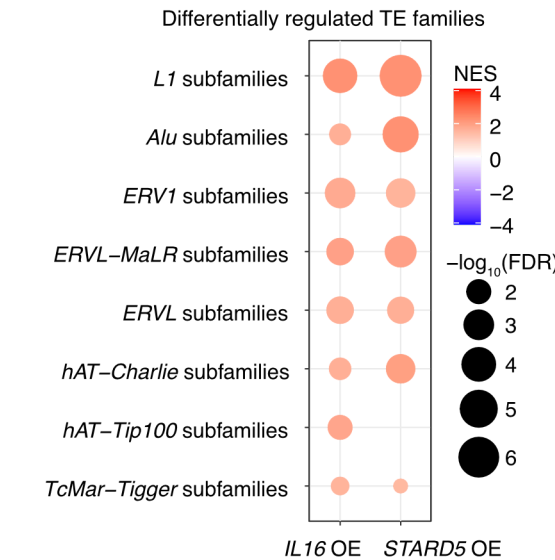 Differentially regulated TE families
L1 subfamilies
Alu subfamilies
ERV1 subfamilies
ERVL−MaLR subfamilies
ERVL subfamilies
hAT−Charlie subfamilies
hAT−Tip100 subfamilies
TcMar−Tigger subfamilies
IL16 OE STARD5 OE
NES
4
2
0
−2
−4
−log10(FDR)
2
3
4
5
6